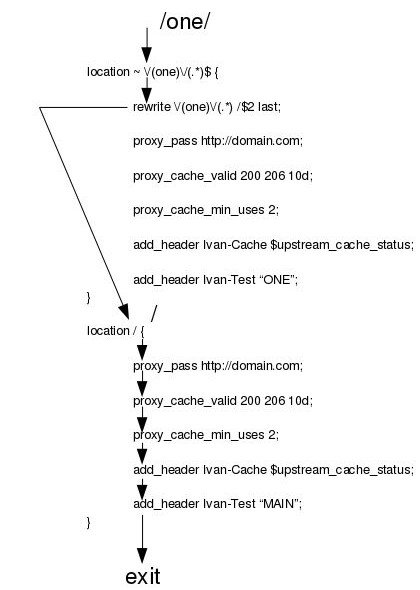 /one/
location ~ \/(one)\/(.*)$ {
rewrite \/(one)\/(.*) /$2 last;
proxy_pass http://domain.com;
proxy_cache_valid 200 206 10d;
proxy_cache_min_uses 2;
add_header Ivan-Cache $upstream_cache_status;
add_header Ivan-Test “ONE”;
}
/
location / {
proxy_pass http://domain.com;
proxy_cache_valid 200 206 10d;
proxy_cache_min_uses 2;
add_header Ivan-Cache $upstream_cache_status;
add_header Ivan-Test “MAIN”;
}
exit